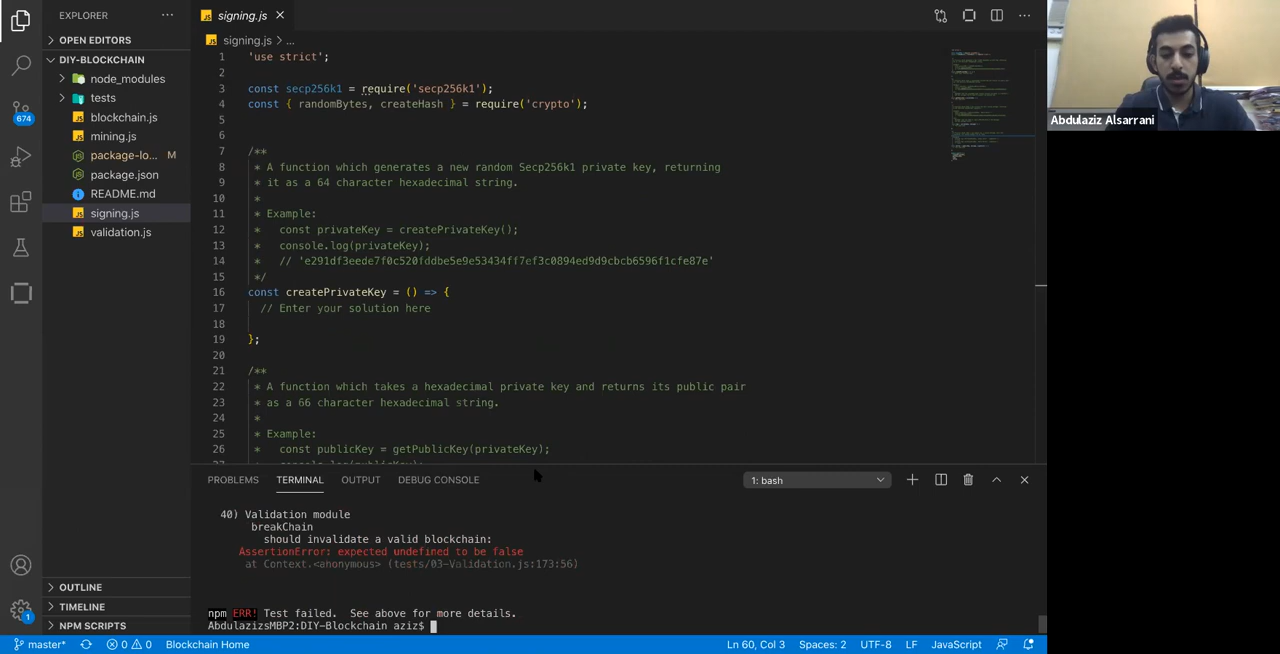 EXPLORER
OPEN EDITORS
DIY-BLOCKCHAIN
node_modules
tests
blockchain.js
mining.js
package-lo... M
package.json
README.md
signing.js
validation.js
OUTLINE
TIMELINE
NPM SCRIPTS
674
1
signing.js
signing.js > ...
1 'use strict';
2
3 const secp256k1 = require('secp256k1');
4 const { randomBytes, createHash } = require('crypto');
5
6
7 /**
8 * A function which generates a new random Secp256k1 private key, returning
9 * it as a 64 character hexadecimal string.
10 *
11 * Example:
12 * const privateKey = createPrivateKey();
13 * console.log(privateKey);
14 * // 'e291df3eede7f0c520fddbe5e9e53434ff7ef3c0894ed9d9cbcb6596f1cfe87e'
15 */
16 const createPrivateKey = () => {
17 // Enter your solution here
18
19 };
20
21 /**
22 * A function which takes a hexadecimal private key and returns its public pair
23 * as a 66 character hexadecimal string.
24 *
25 * Example:
26 * const publicKey = getPublicKey(privateKey);
27 * console.log(publicKey);
PROBLEMS TERMINAL OUTPUT DEBUG CONSOLE 1: bash
40) Validation module
breakChain
should invalidate a valid blockchain:
AssertionError: expected undefined to be false
at Context.<anonymous> (tests/03-Validation.js:173:56)
npm ERR! Test failed. See above for more details.
AbdulazizsMBP2:DIY-Blockchain aziz$
master* 0 0 Blockchain Home Ln 60, Col 3 Spaces: 2 UTF-8 LF JavaScript
Abdulaziz Alsarrani